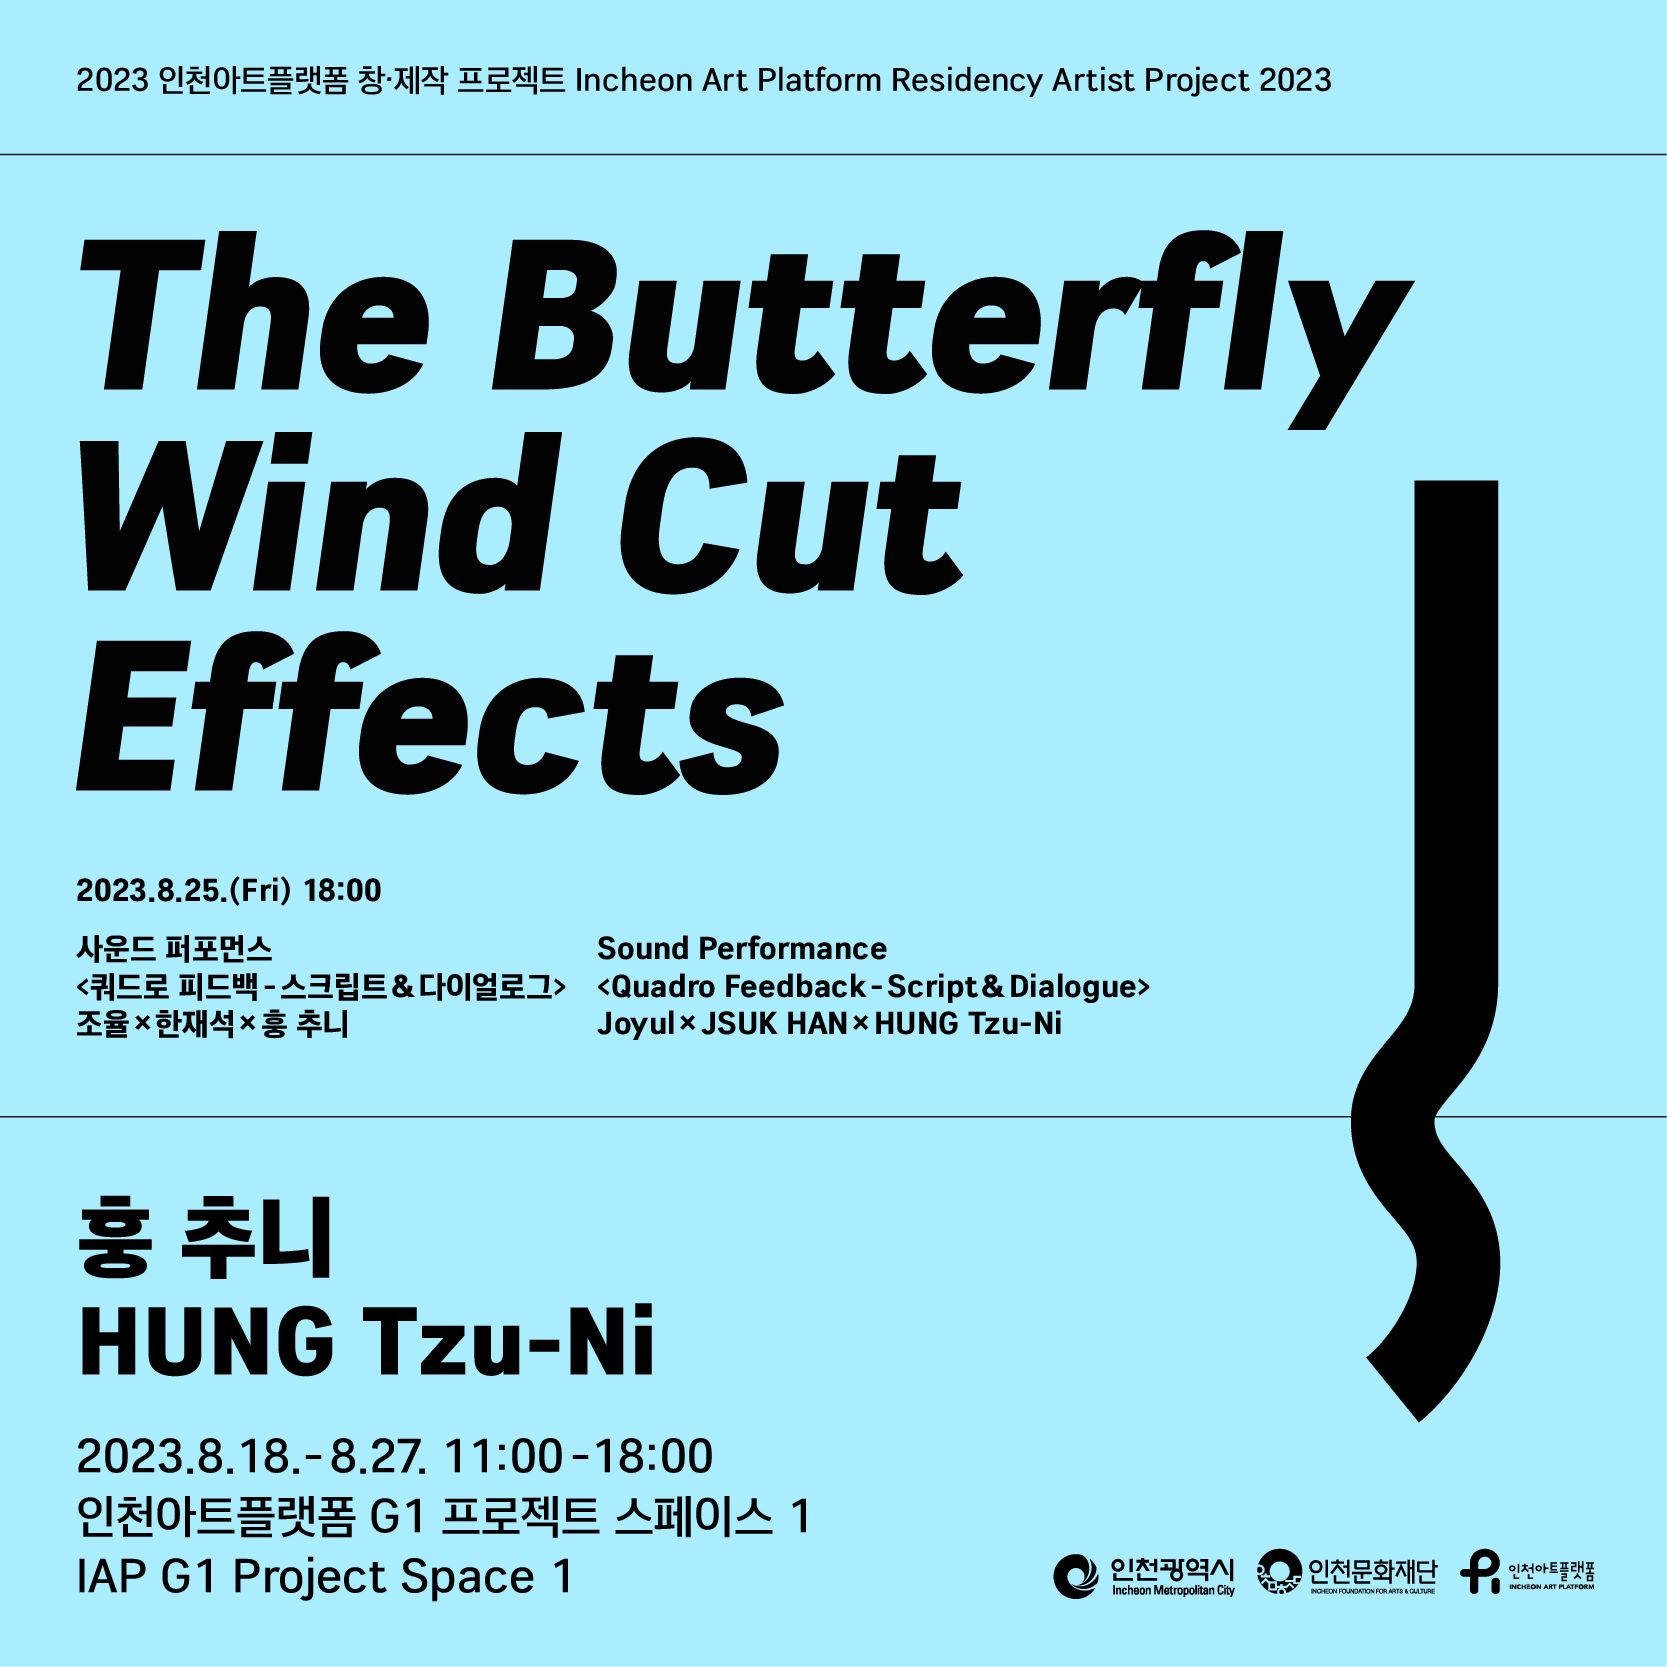 2023 인천아트플랫폼 창·제작 프로젝트 Incheon Art Platform Residency Artist Project 2023
The Butterfly
Wind Cut
Effects
2023.8.25.(Fri) 18:00
사운드 퍼포먼스
<쿼드로 피드백-스크립트&다이얼로그>
조율×한재석×훙 추니
Sound Performance
<Quadro Feedback-Script&Dialogue>
Joyul×JSUK HAN×HUNG Tzu-Ni
훙 추니
HUNG Tzu-Ni
2023.8.18.-8.27. 11:00-18:00
인천아트플랫폼 G1 프로젝트 스페이스 1
IAP G1 Project Space 1
인천광역시
Incheon Metropolitan City
인천문화재단
INCHEON FOUNDATION FOR ARTS & CULTURE
인천아트플랫폼
INCHEON ART PLATFORM